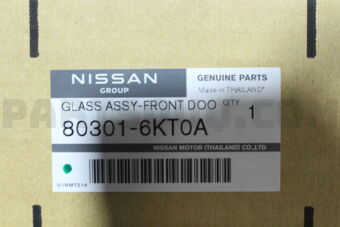 NISSAN
GROUP
GENUINE PARTS
Made in THAILAND*
GLASS ASSY-FRONT DOO
QTY
1
80301-6KT0A
NISSAN MOTOR (THAILAND) CO.,LTD